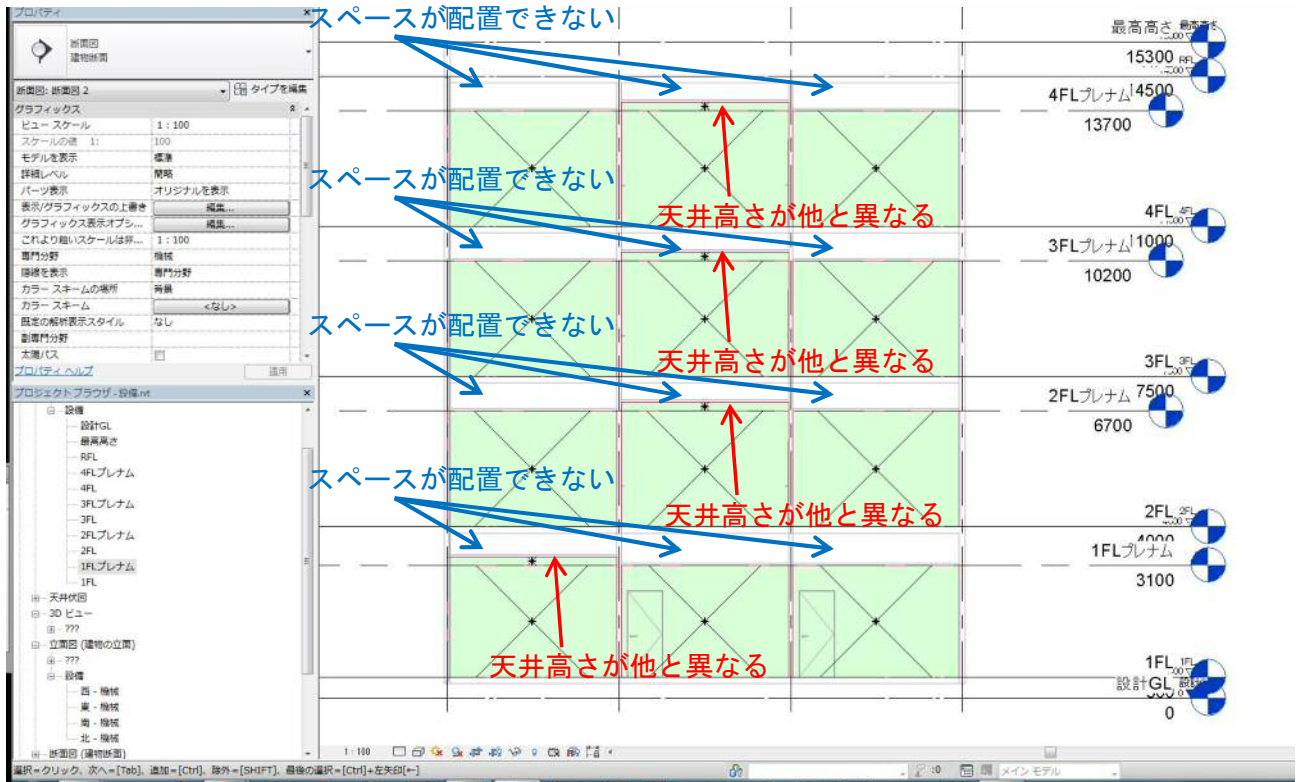 プロパティ
断面図
建物断面
断面図: 断面図 2
タイプを編集
グラフィックス
ビュー スケール
1 : 100
スケールの値 1:
100
モデルを表示
標準
詳細レベル
簡略
パーツ表示
オリジナルを表示
表示/グラフィックスの上書き
編集...
グラフィックス表示オプシ...
編集...
これより粗いスケールは非...
1 : 100
専門分野
機械
隠線を表示
専門分野
カラー スキームの場所
背景
カラー スキーム
<なし>
既定の解析表示スタイル
なし
副専門分野
太陽パス
プロパティ ヘルプ
適用
プロジェクト ブラウザ - 設備.rvt
設備
設計GL
最高高さ
RFL
4FLプレナム
4FL
3FLプレナム
3FL
2FLプレナム
2FL
1FLプレナム
1FL
天井伏図
3D ビュー
???
立面図 (建物の立面)
???
設備
西 - 機械
東 - 機械
南 - 機械
北 - 機械
断面図 (建物断面)
スペースが配置できない
天井高さが他と異なる
スペースが配置できない
天井高さが他と異なる
スペースが配置できない
天井高さが他と異なる
スペースが配置できない
天井高さが他と異なる
最高高さ
15300
RFL
14500
4FLプレナム
13700
4FL
11000
3FLプレナム
10200
3FL
7500
2FLプレナム
6700
2FL
4000
1FLプレナム
3100
1FL
設計GL
0
1 : 100
選択=クリック、次へ=[Tab]、追加=[Ctrl]、除外=[SHIFT]、最後の選択=[Ctrl]+左矢印[←]
:0
メイン モデル